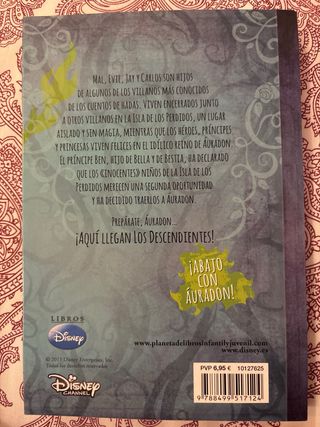 Mal, Evie, Jay y Carlos son hijos
de algunos de los villanos más conocidos
de los cuentos de hadas. Viven encerrados junto
a otros villanos en la Isla de los Perdidos, un lugar
aislado y sin magia, mientras que los héroes, príncipes
y princesas viven felices en el idílico reino de Áuradon.
El príncipe Ben, hijo de Bella y de Bestia, ha declarado
que los «inocentes» niños de la Isla de los
Perdidos merecen una segunda oportunidad
y ha decidido traerlos a Áuradon.
Prepárate, Áuradon...
¡AQUÍ LLEGAN LOS DESCENDIENTES!
¡ABAJO
CON
ÁURADON!
LIBROS
Disney
© 2015 Disney Enterprises, Inc.
Todos los derechos reservados
Disney
CHANNEL
www.planetadelibrosinfantilyjuvenil.com
www.disney.es
PVP 6,95 € 10127625
9 788499 517124